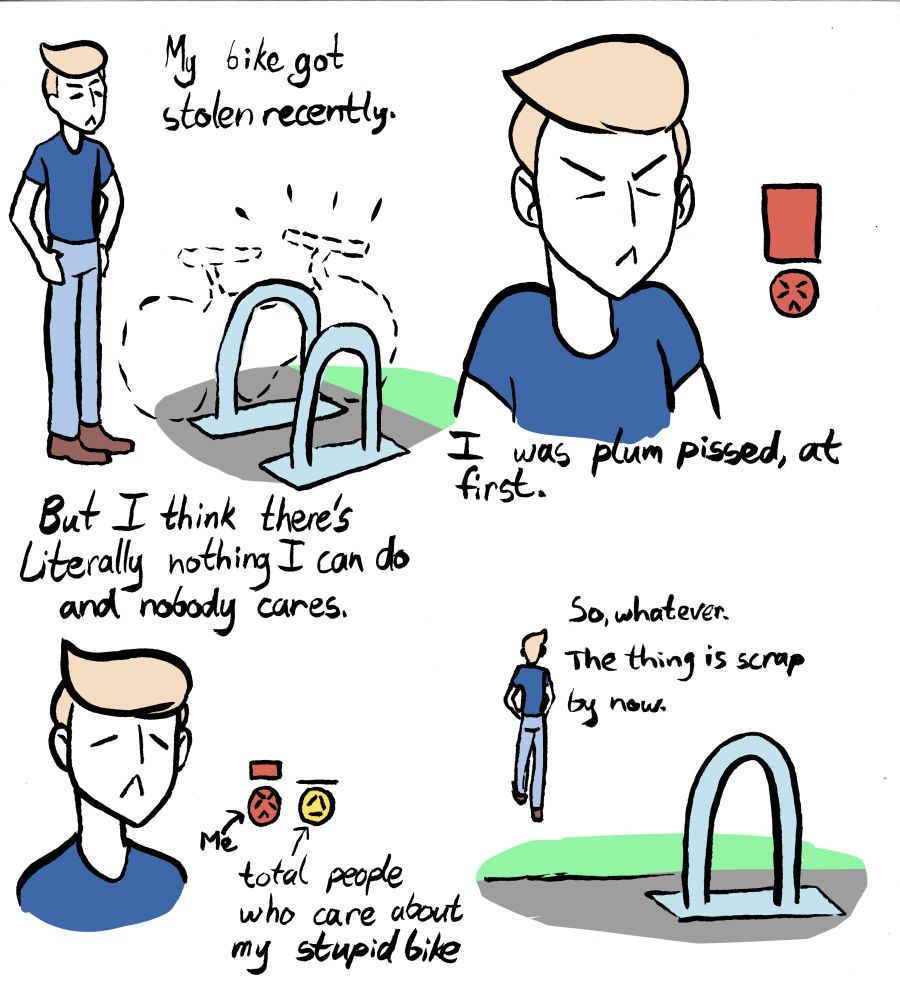 My bike got
stolen recently.
I was plum pissed, at
first.
But I think there's
Literally nothing I can do
and nobody cares.
Me
total people
who care about
my stupid bike
So, whatever.
The thing is scrap
by now.